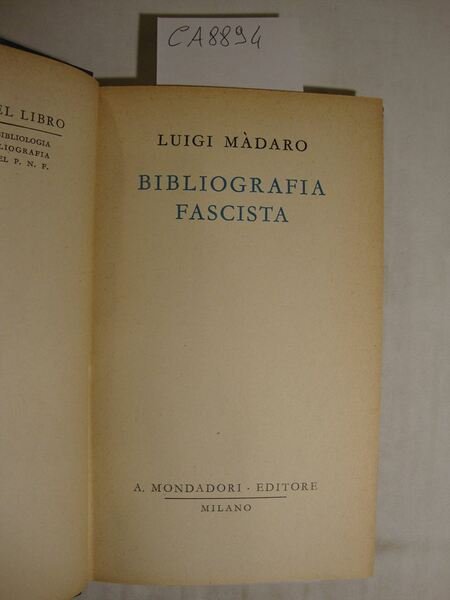 CA8894
EL LIBRO
BIBLIOLOGIA
LIOGRAFIA
EL P. N. F.
LUIGI MÀDARO
BIBLIOGRAFIA
FASCISTA
A. MONDADORI · EDITORE
MILANO